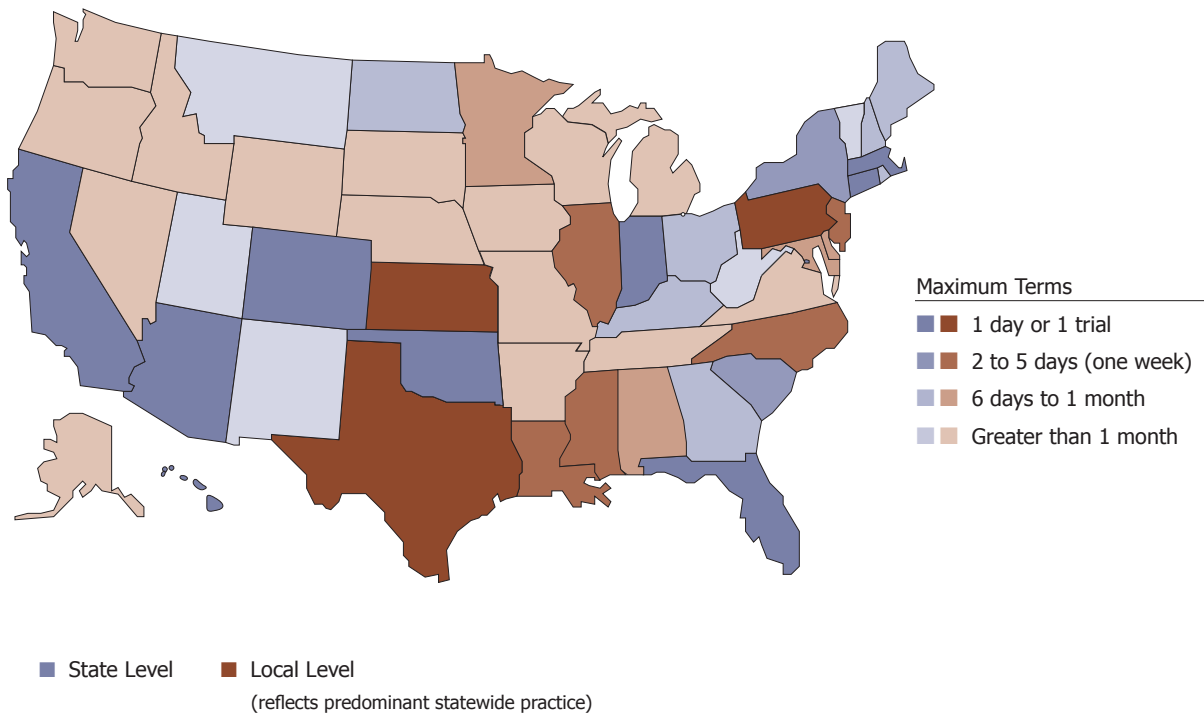 Maximum Terms
1 day or 1 trial
2 to 5 days (one week)
6 days to 1 month
Greater than 1 month
State Level
Local Level
(reflects predominant statewide practice)